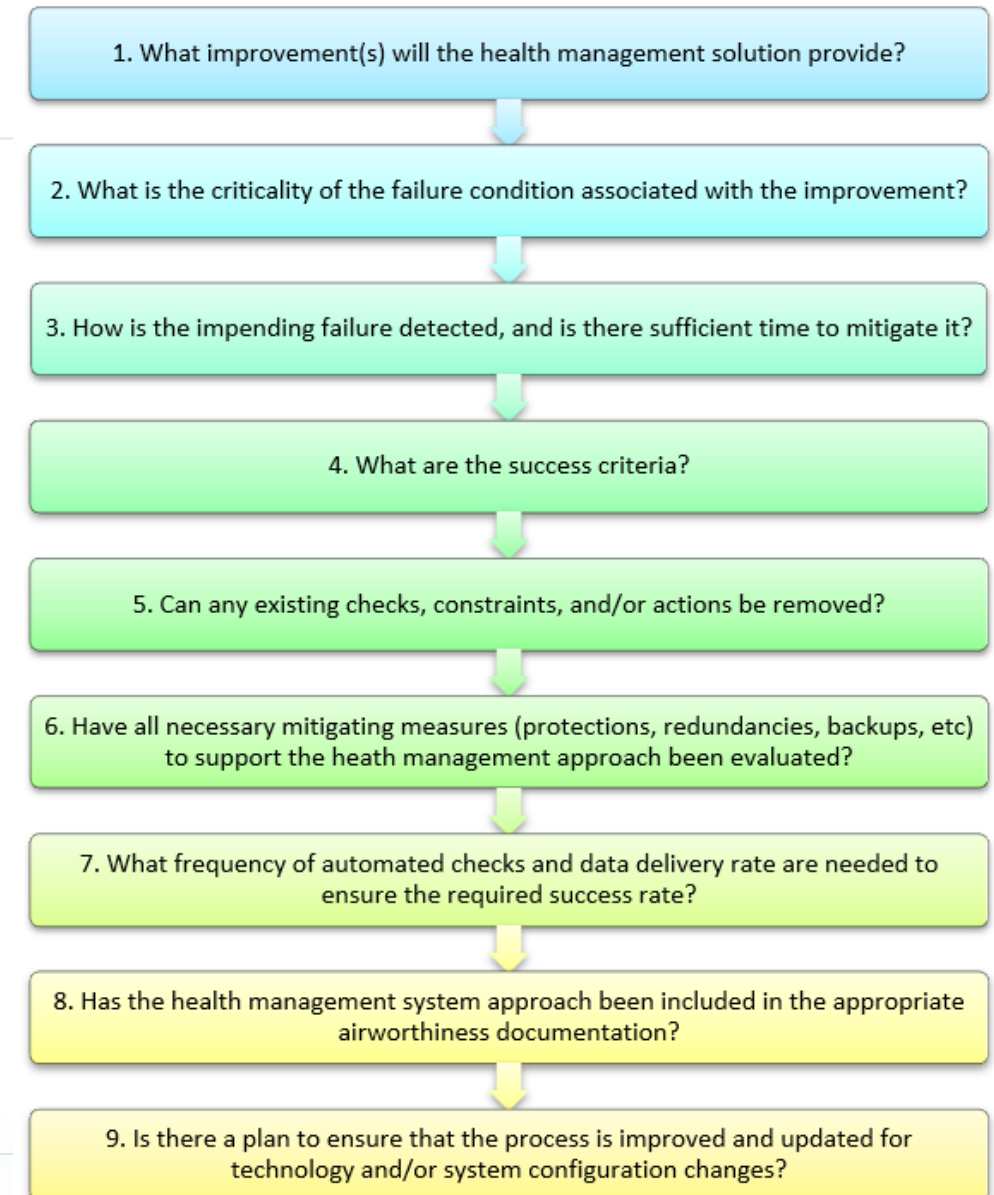 1. What improvement(s) will the health management solution provide?
2. What is the criticality of the failure condition associated with the improvement?
3. How is the impending failure detected, and is there sufficient time to mitigate it?
4. What are the success criteria?
5. Can any existing checks, constraints, and/or actions be removed?
6. Have all necessary mitigating measures (protections, redundancies, backups, etc)
to support the heath management approach been evaluated?
7. What frequency of automated checks and data delivery rate are needed to
ensure the required success rate?
8. Has the health management system approach been included in the appropriate
airworthiness documentation?
9. Is there a plan to ensure that the process is improved and updated for
technology and/or system configuration changes?